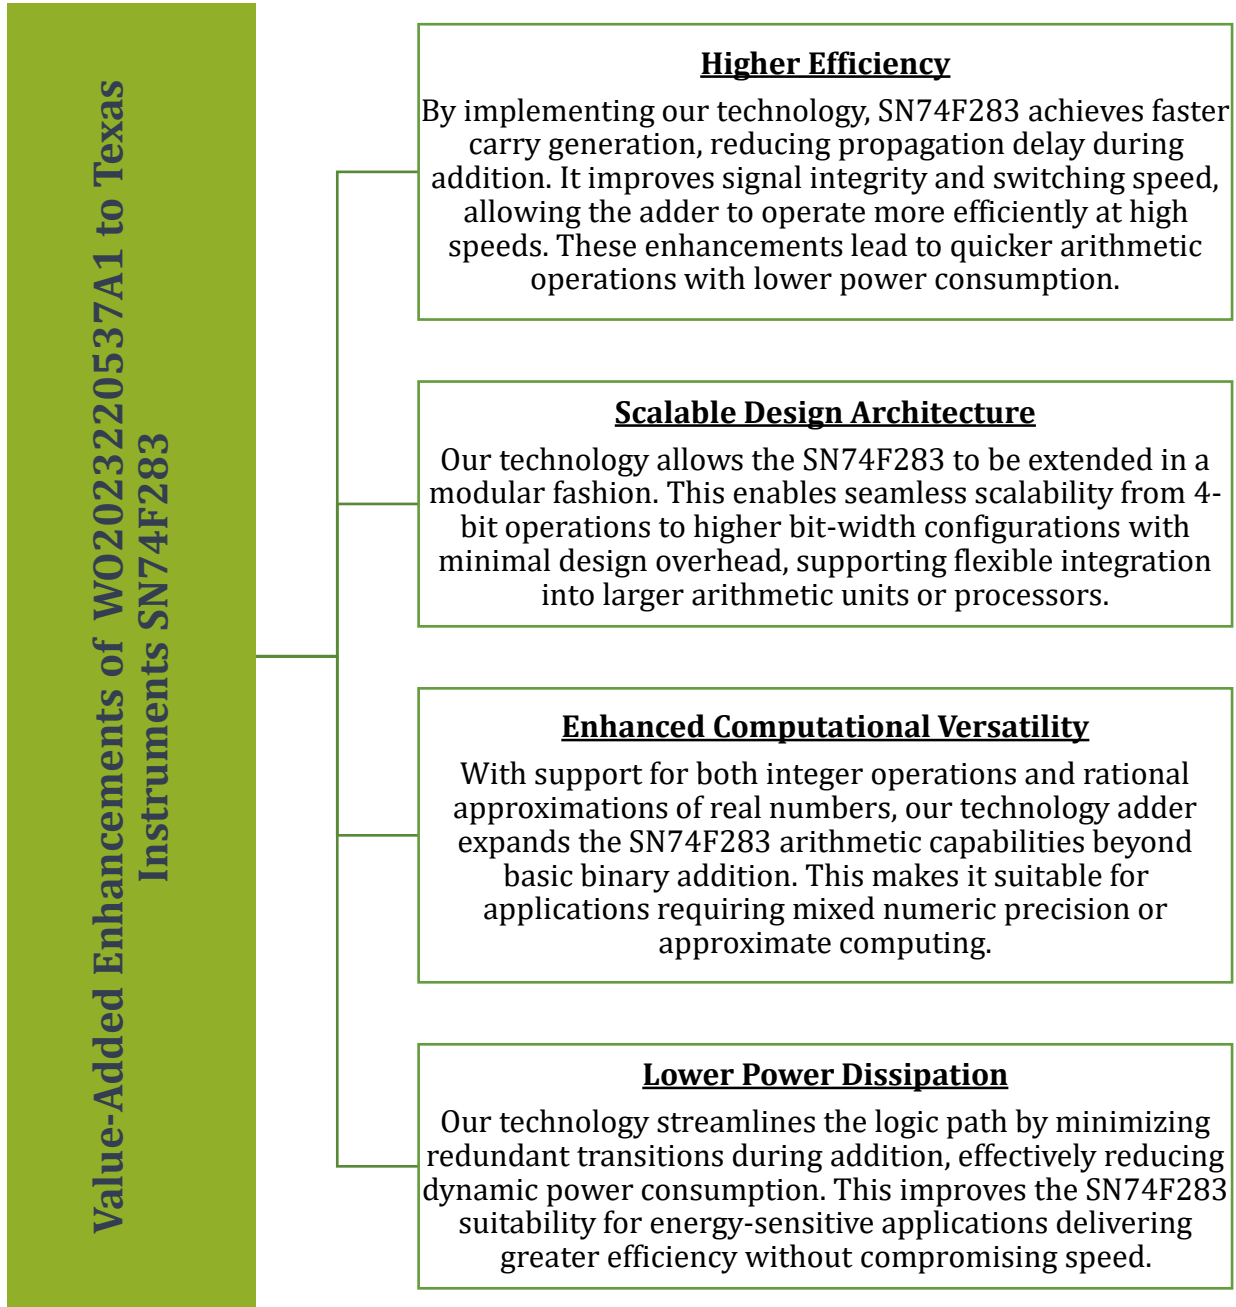 Value-Added Enhancements of WO2023220537A1 to Texas
Instruments SN74F283
Higher Efficiency
By implementing our technology, SN74F283 achieves faster
carry generation, reducing propagation delay during
addition. It improves signal integrity and switching speed,
allowing the adder to operate more efficiently at high
speeds. These enhancements lead to quicker arithmetic
operations with lower power consumption.
Scalable Design Architecture
Our technology allows the SN74F283 to be extended in a
modular fashion. This enables seamless scalability from 4-
bit operations to higher bit-width configurations with
minimal design overhead, supporting flexible integration
into larger arithmetic units or processors.
Enhanced Computational Versatility
With support for both integer operations and rational
approximations of real numbers, our technology adder
expands the SN74F283 arithmetic capabilities beyond
basic binary addition. This makes it suitable for
applications requiring mixed numeric precision or
approximate computing.
Lower Power Dissipation
Our technology streamlines the logic path by minimizing
redundant transitions during addition, effectively reducing
dynamic power consumption. This improves the SN74F283
suitability for energy-sensitive applications delivering
greater efficiency without compromising speed.